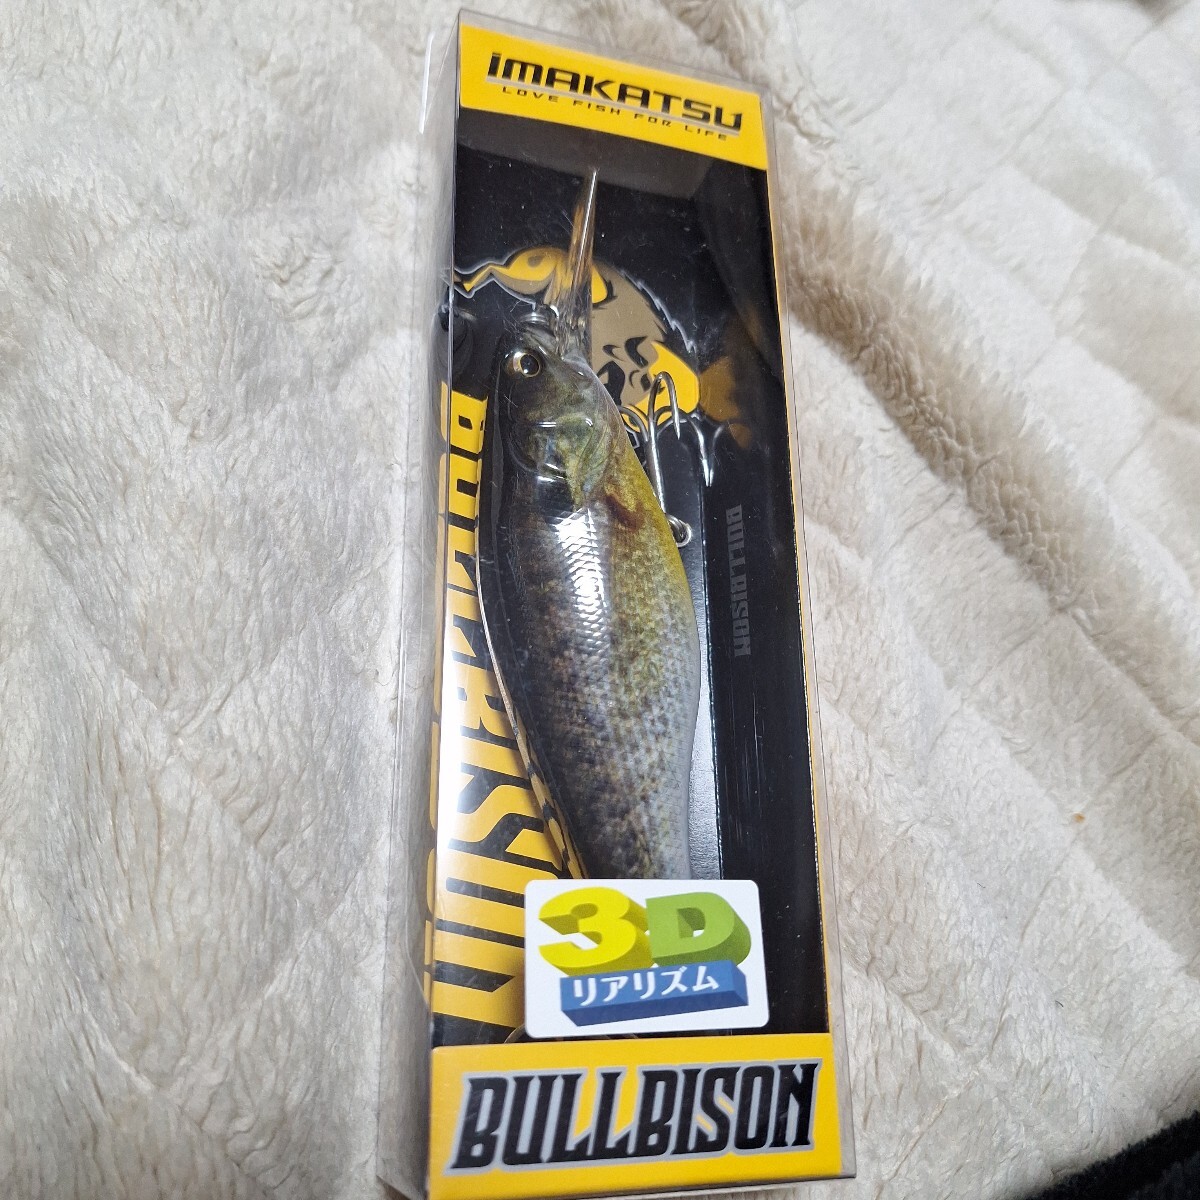 iMAKATSU
LOVE FISH FOR LIFE
BULLBISON
BULLBISON
3D
リアリズム
BULLBISON